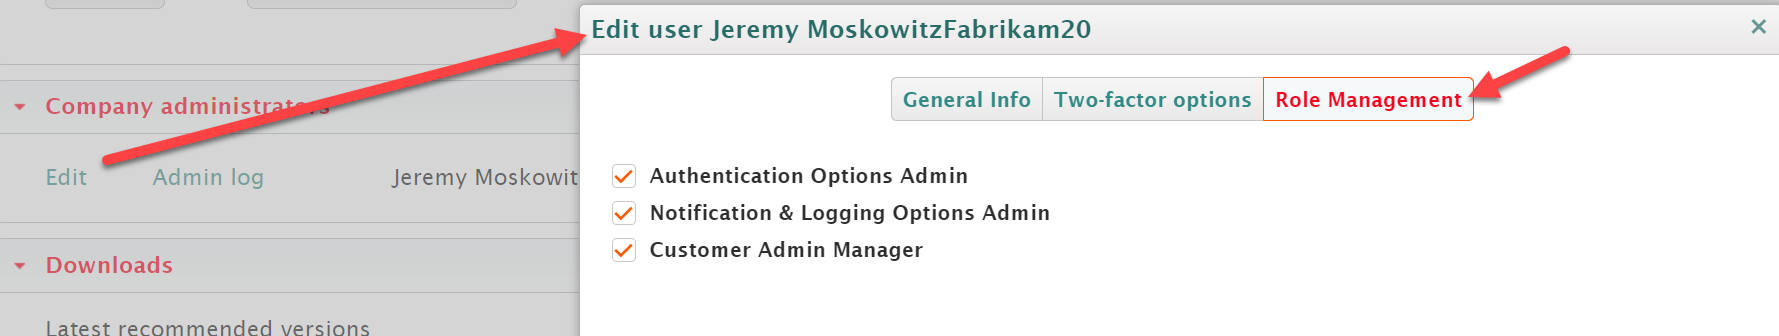 Edit user Jeremy MoskowitzFabrikam20
General Info Two-factor options Role Management
Company administrators
Edit Admin log Jeremy Moskowit
Authentication Options Admin
Notification & Logging Options Admin
Customer Admin Manager
Downloads
Latest recommended versions